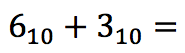 6₁₀ + 3₁₀ =